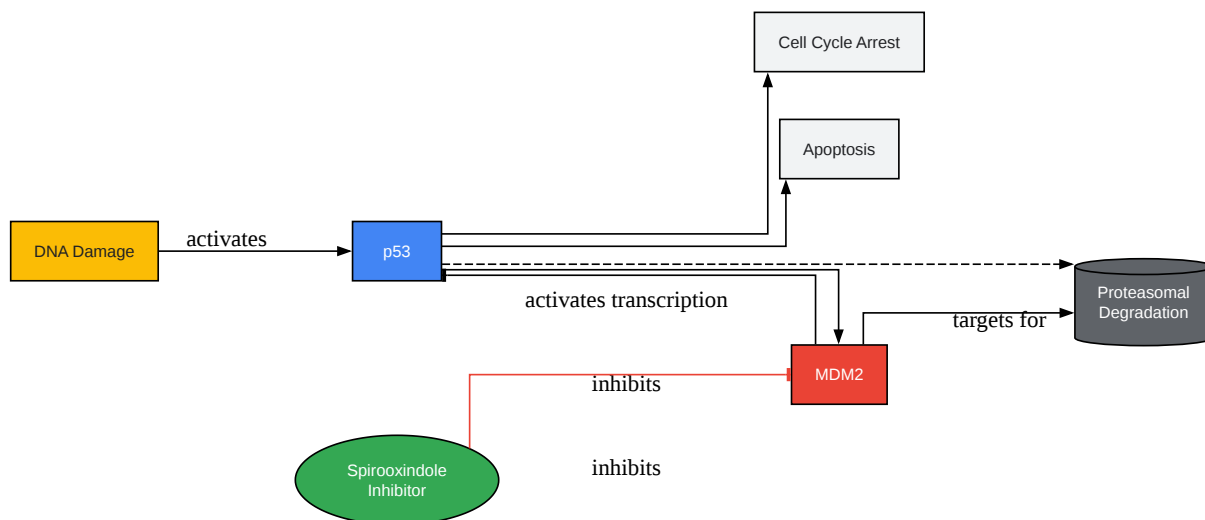 Cell Cycle Arrest
Apoptosis
DNA Damage
activates
p53
activates transcription
Proteasomal
Degradation
targets for
MDM2
inhibits
Spirooxindole
Inhibitor
inhibits